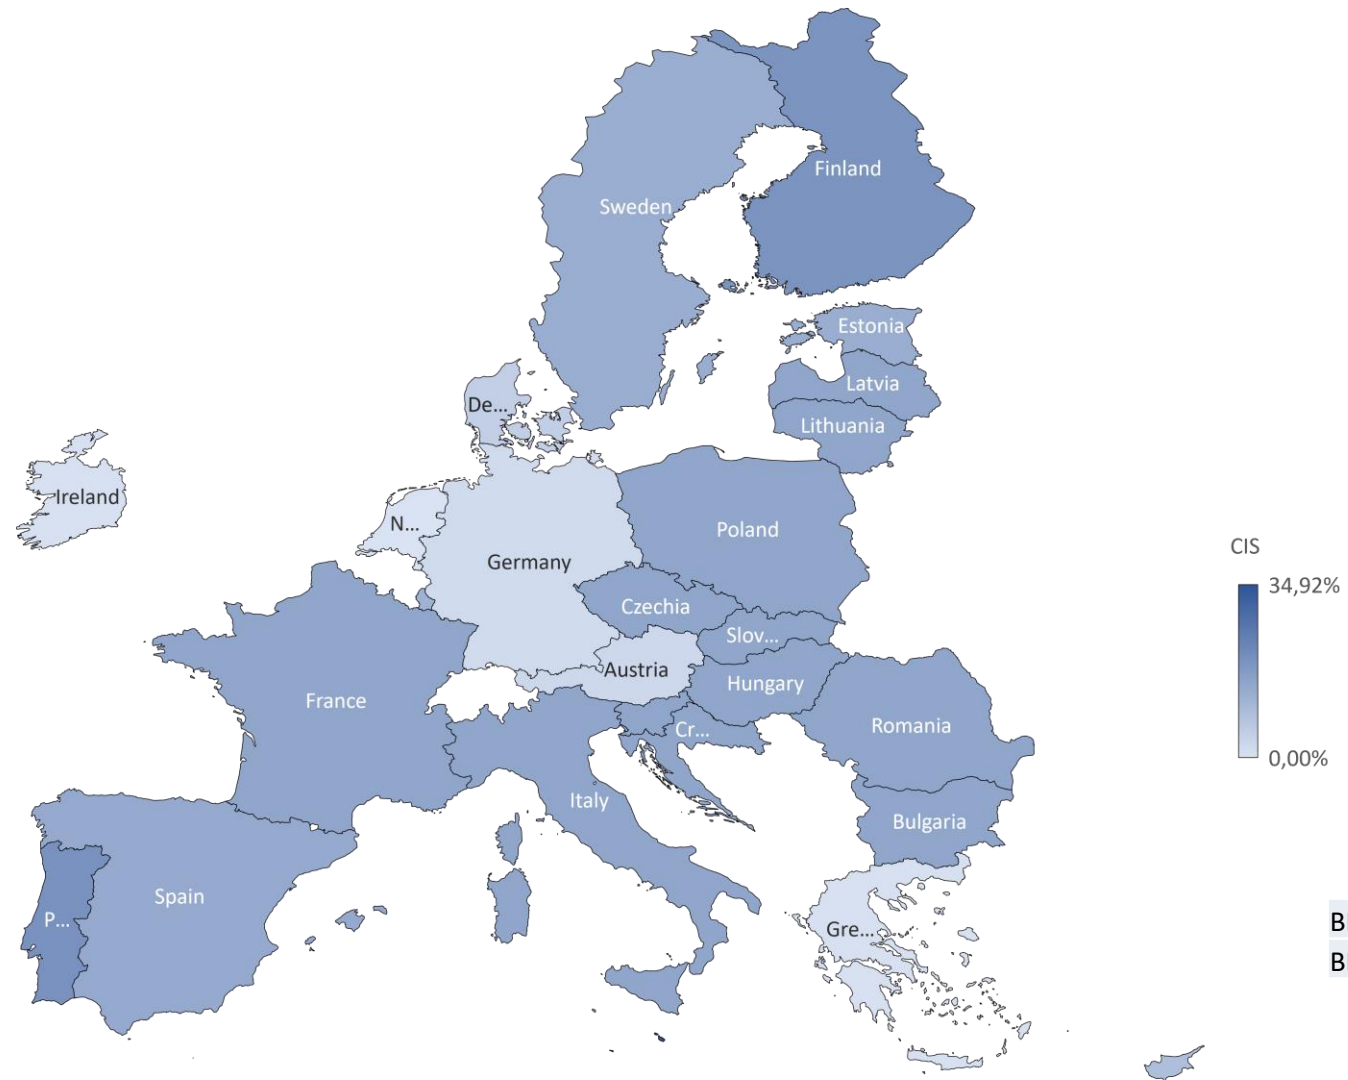 Finland
Sweden
Estonia
Latvia
Lithuania
De...
Ireland
N...
Poland
Germany
CIS
34,92%
0,00%
Czechia
Slov...
Austria
Hungary
France
Cr...
Romania
Italy
Bulgaria
Spain
P...
Gre...
B
B